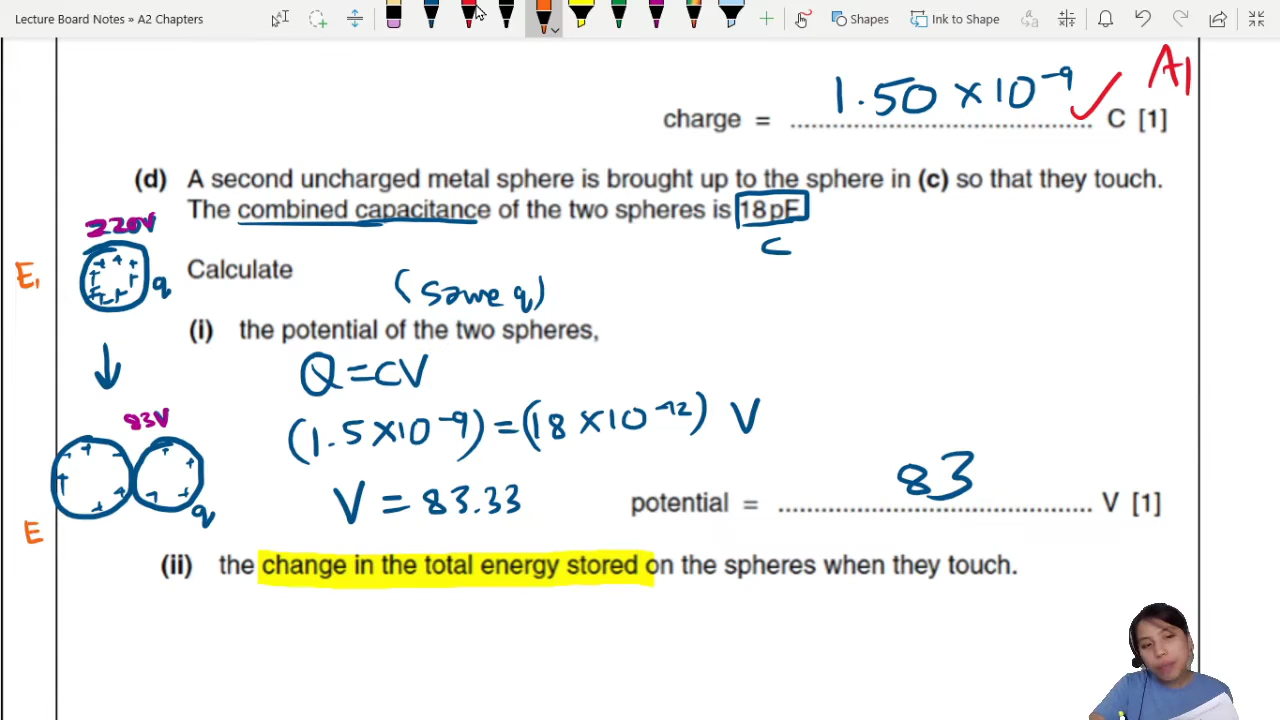 Lecture Board Notes » A2 Chapters
Shapes
Ink to Shape
1.50 × 10⁻⁹ ✓ A1
charge = ........................................ C [1]
(d) A second uncharged metal sphere is brought up to the sphere in (c) so that they touch.
The combined capacitance of the two spheres is 18pF
C
220V
E₁
q
Calculate
(same q)
(i) the potential of the two spheres,
Q = CV
(1.5×10⁻⁹) = (18 ×10⁻¹²) V
83V
V = 83.33
83
potential = ........................................ V [1]
q
E
(ii) the change in the total energy stored on the spheres when they touch.